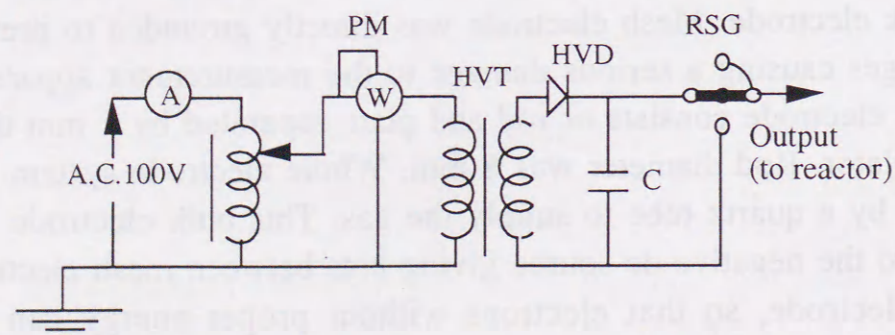 PM
RSG
HVD
HVT
A
W
A.C.100V
C
Output
(to reactor)